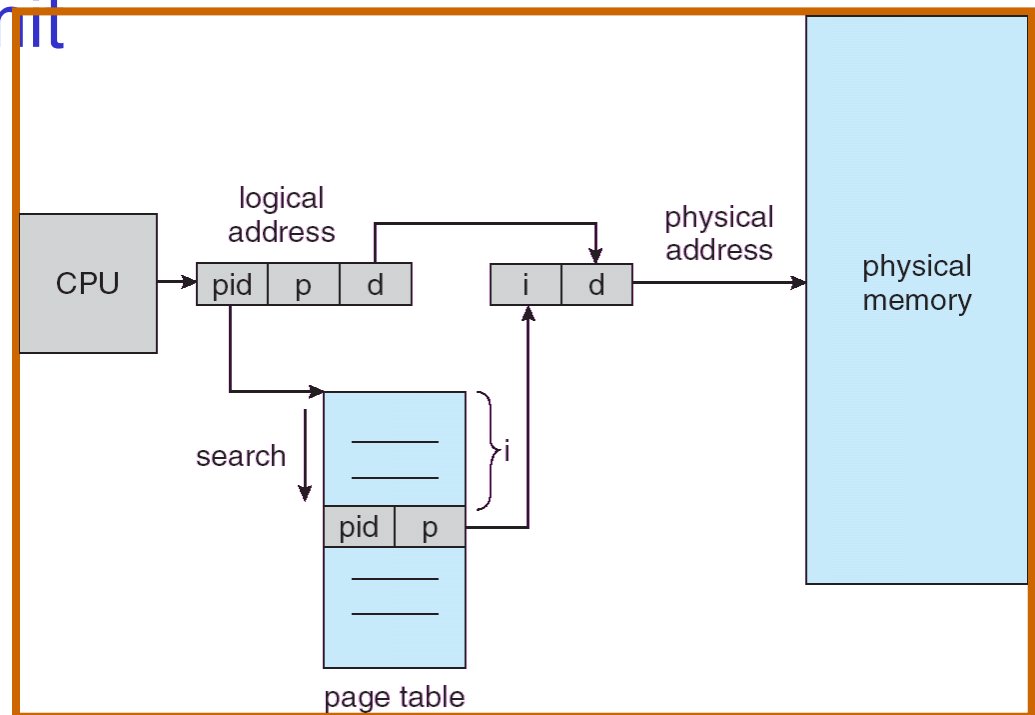 logical
address
physical
address
CPU
pid p d
i d
physical
memory
search
i
pid p
page table